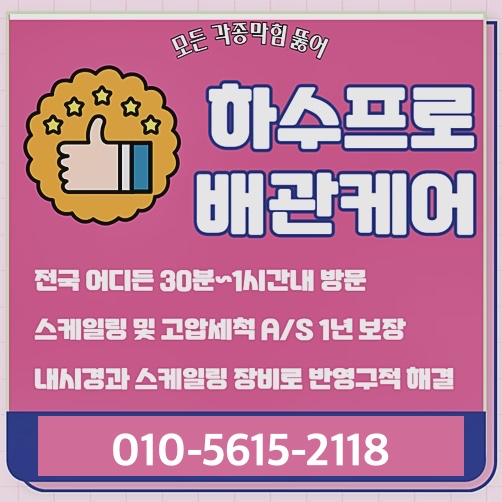 모든 각종막힘 뚫어
하수프로
배관케어
전국 어디든 30분~1시간내 방문
스케일링 및 고압세척 A/S 1년 보장
내시경과 스케일링 장비로 반영구적 해결
010-5615-2118